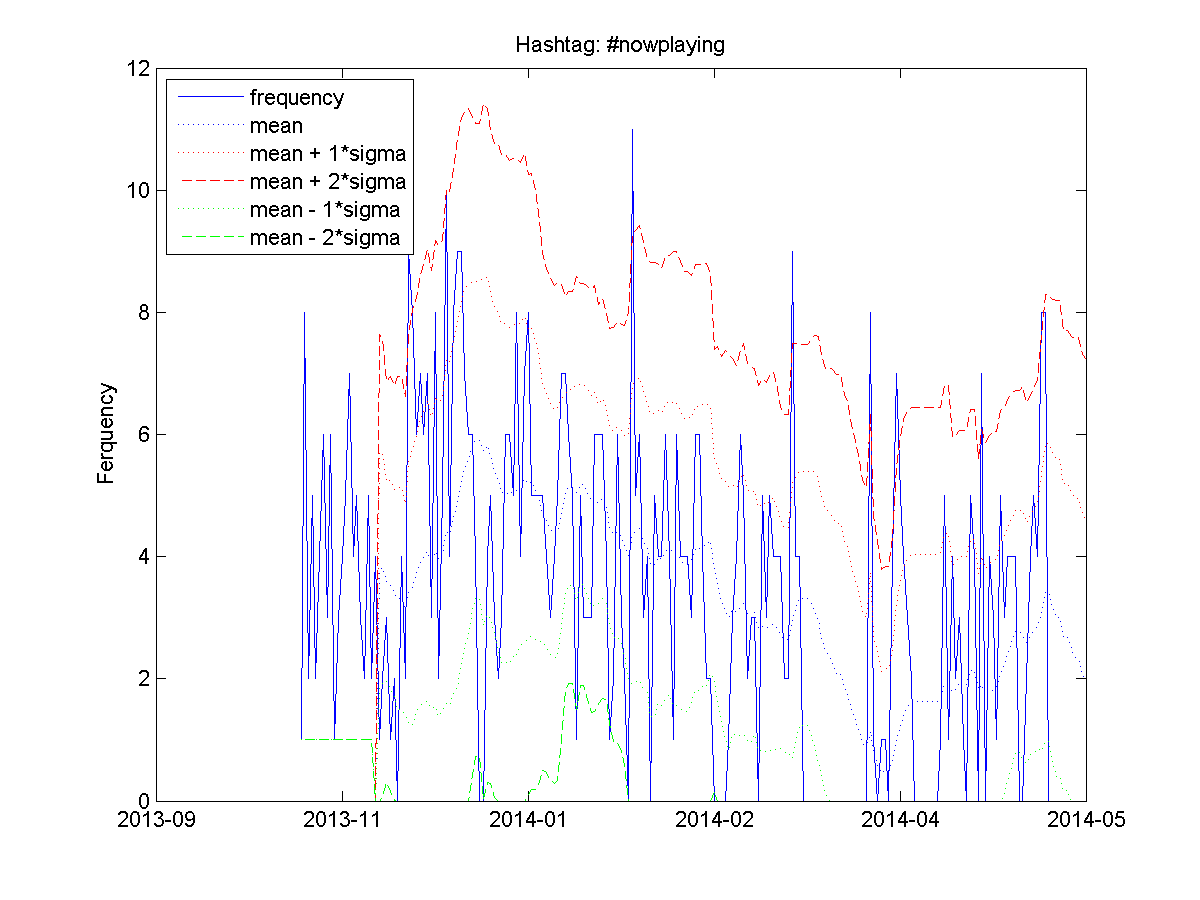 Hashtag: #nowplaying
12
10
8
6
4
2
0
Ferquency
frequency
mean
mean + 1*sigma
mean + 2*sigma
mean - 1*sigma
mean - 2*sigma
2013-09 2013-11 2014-01 2014-02 2014-04 2014-05